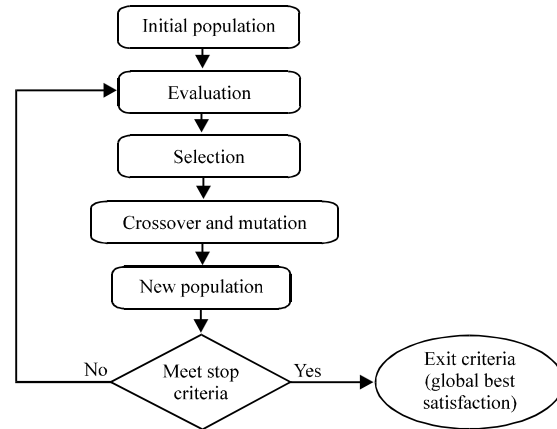 Initial population
Evaluation
Selection
Crossover and mutation
New population
No
Meet stop
criteria
Yes
Exit criteria
(global best
satisfaction)